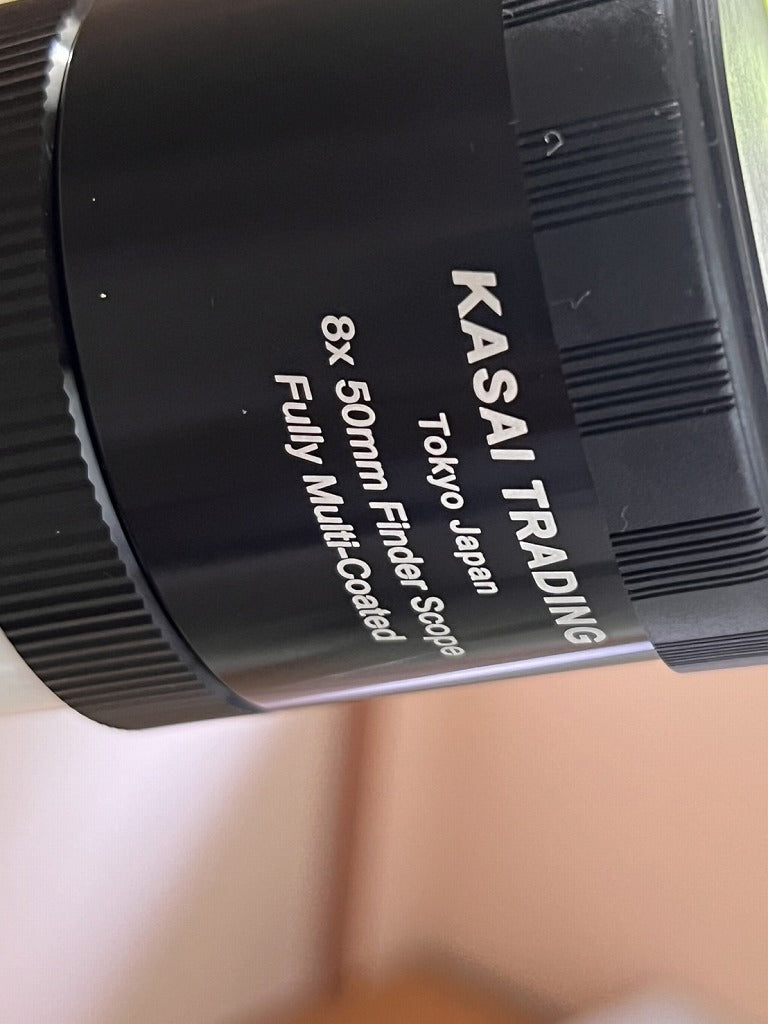 KASAI TRADING
Tokyo Japan
8x 50mm Finder Scope
Fully Multi-Coated